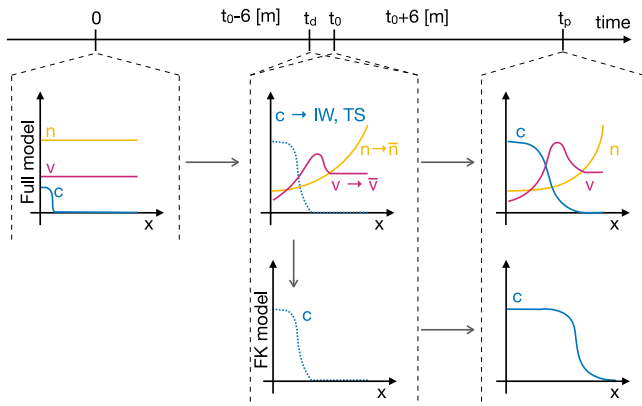 0 t₀-6 [m] t_d t₀ t₀+6 [m] t_p time
Full model
n
v
c
x
c → IW, TS
n→n̅
v → v̅
x
c
n
v
x
FK model
c
x
c
x